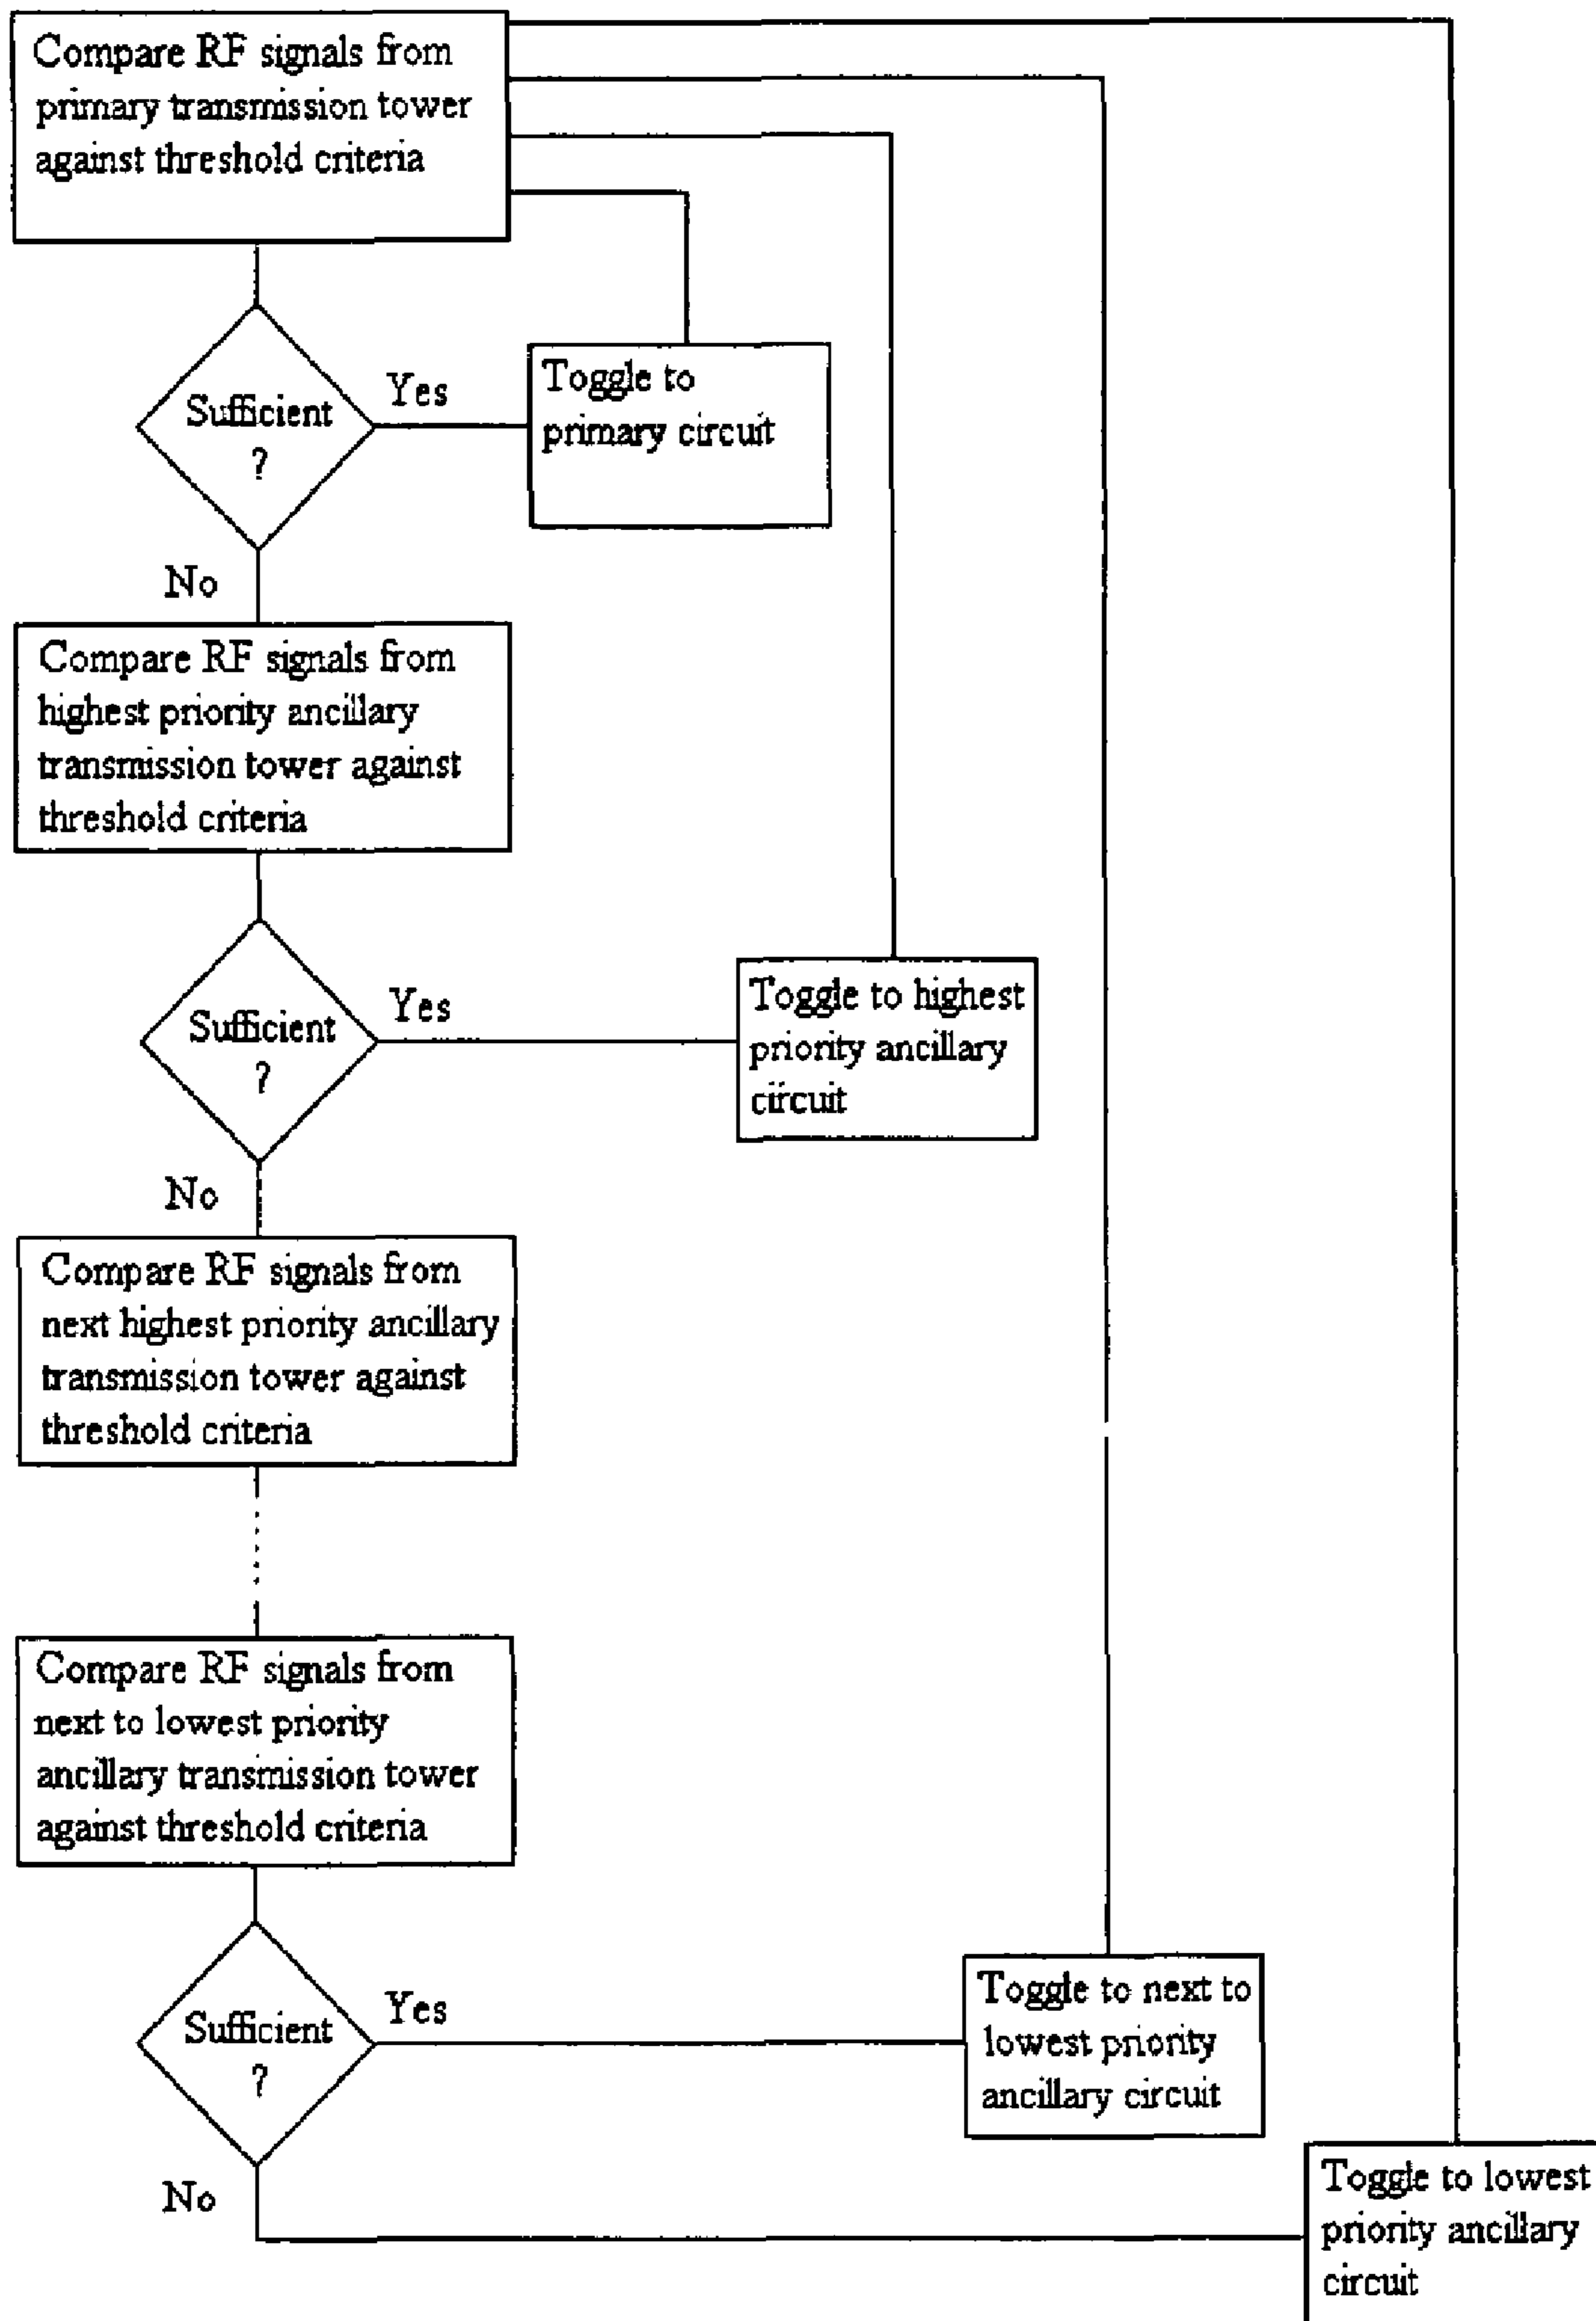 Compare RF signals from
primary transmission tower
against threshold criteria
Sufficient
?
Yes
Toggle to
primary circuit
No
Compare RF signals from
highest priority ancillary
transmission tower against
threshold criteria
Sufficient
?
Yes
Toggle to highest
priority ancillary
circuit
No
Compare RF signals from
next highest priority ancillary
transmission tower against
threshold criteria
Compare RF signals from
next to lowest priority
ancillary transmission tower
against threshold criteria
Sufficient
?
Yes
Toggle to next to
lowest priority
ancillary circuit
No
Toggle to lowest
priority ancillary
circuit